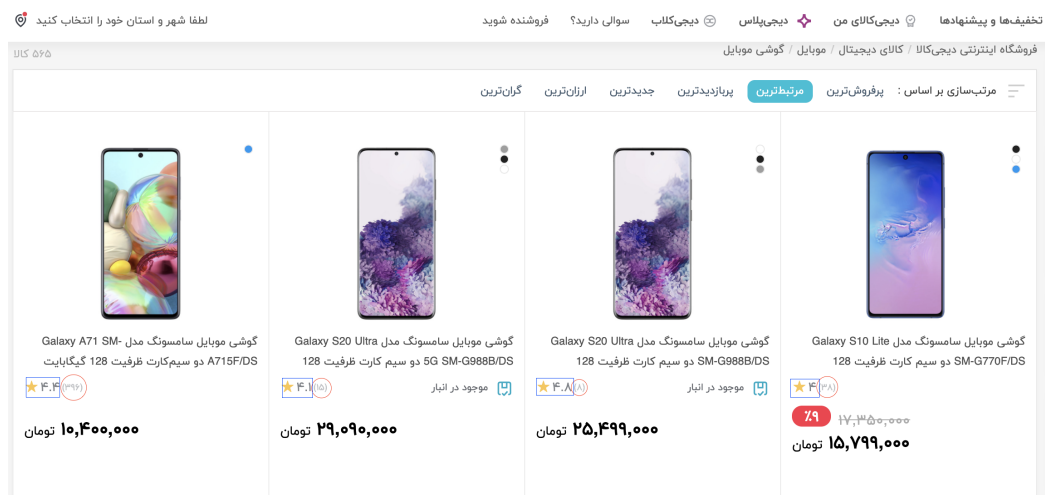 تخفیف‌ها و پیشنهادها دیجی‌کالای من دیجی‌پلاس دیجی‌کلاب سوالی دارید؟ فروشنده شوید لطفا شهر و استان خود را انتخاب کنید
فروشگاه اینترنتی دیجی‌کالا / کالای دیجیتال / موبایل / گوشی موبایل ۵۶۵ کالا
مرتب‌سازی بر اساس : پرفروش‌ترین مرتبط‌ترین پربازدیدترین جدیدترین ارزان‌ترین گران‌ترین
گوشی موبایل سامسونگ مدل Galaxy S10 Lite
SM-G770F/DS دو سیم کارت ظرفیت 128
(۳۸) ۴
۱۷,۳۵۰,۰۰۰ ٪۹
۱۵,۷۹۹,۰۰۰ تومان
گوشی موبایل سامسونگ مدل Galaxy S20 Ultra
SM-G988B/DS دو سیم کارت ظرفیت 128
موجود در انبار (۸) ۴.۸
۲۵,۴۹۹,۰۰۰ تومان
گوشی موبایل سامسونگ مدل Galaxy S20 Ultra
5G SM-G988B/DS دو سیم کارت ظرفیت 128
موجود در انبار (۱۵) ۴.۱
۲۹,۰۹۰,۰۰۰ تومان
گوشی موبایل سامسونگ مدل Galaxy A71 SM-
A715F/DS دو سیم‌کارت ظرفیت 128 گیگابایت
(۳۹۶) ۴.۴
۱۰,۴۰۰,۰۰۰ تومان